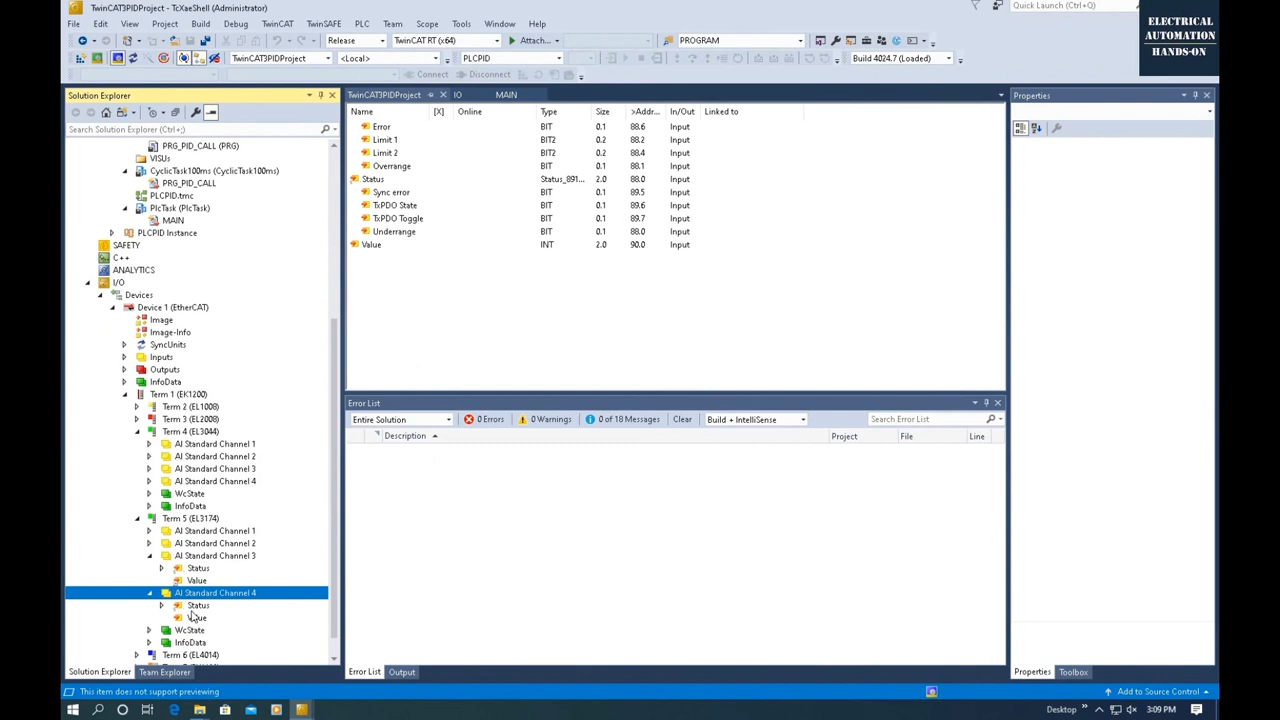 TwinCAT3PIDProject - TcXaeShell (Administrator)
Quick Launch (Ctrl+Q)
ELECTRICAL
AUTOMATION
HANDS-ON
File Edit View Project Build Debug TwinCAT TwinSAFE PLC Team Scope Tools Window Help
Release TwinCAT RT (x64) Attach... PROGRAM
TwinCAT3PIDProject <Local> PLCPID Build 4024.7 (Loaded)
Connect Disconnect
Solution Explorer
Search Solution Explorer (Ctrl+;)
PRG_PID_CALL (PRG)
VISUs
CyclicTask100ms (CyclicTask100ms)
PRG_PID_CALL
PLCPID.tmc
PlcTask (PlcTask)
MAIN
PLCPID Instance
SAFETY
C++
ANALYTICS
I/O
Devices
Device 1 (EtherCAT)
Image
Image-Info
SyncUnits
Inputs
Outputs
InfoData
Term 1 (EK1200)
Term 2 (EL1008)
Term 3 (EL2008)
Term 4 (EL3044)
AI Standard Channel 1
AI Standard Channel 2
AI Standard Channel 3
AI Standard Channel 4
WcState
InfoData
Term 5 (EL3174)
AI Standard Channel 1
AI Standard Channel 2
AI Standard Channel 3
Status
Value
AI Standard Channel 4
Status
Value
WcState
InfoData
Term 6 (EL4014)
Solution Explorer Team Explorer
TwinCAT3PIDProject IO MAIN
Name [X] Online Type Size >Addr... In/Out Linked to
Error BIT 0.1 88.6 Input
Limit 1 BIT2 0.2 88.2 Input
Limit 2 BIT2 0.2 88.4 Input
Overrange BIT 0.1 88.1 Input
Status Status_891... 2.0 88.0 Input
Sync error BIT 0.1 89.5 Input
TxPDO State BIT 0.1 89.6 Input
TxPDO Toggle BIT 0.1 89.7 Input
Underrange BIT 0.1 88.0 Input
Value INT 2.0 90.0 Input
Error List
Entire Solution 0 Errors 0 Warnings 0 of 18 Messages Clear Build + IntelliSense Search Error List
Description Project File Line
Error List Output
Properties
Properties Toolbox
This item does not support previewing
Add to Source Control
Desktop 3:09 PM